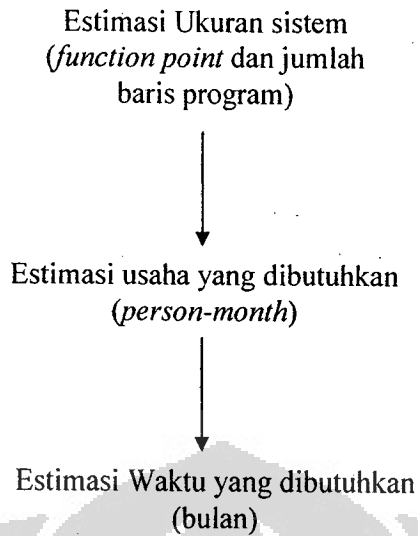 Estimasi Ukuran sistem
(function point dan jumlah
baris program)
Estimasi usaha yang dibutuhkan
(person-month)
Estimasi Waktu yang dibutuhkan
(bulan)